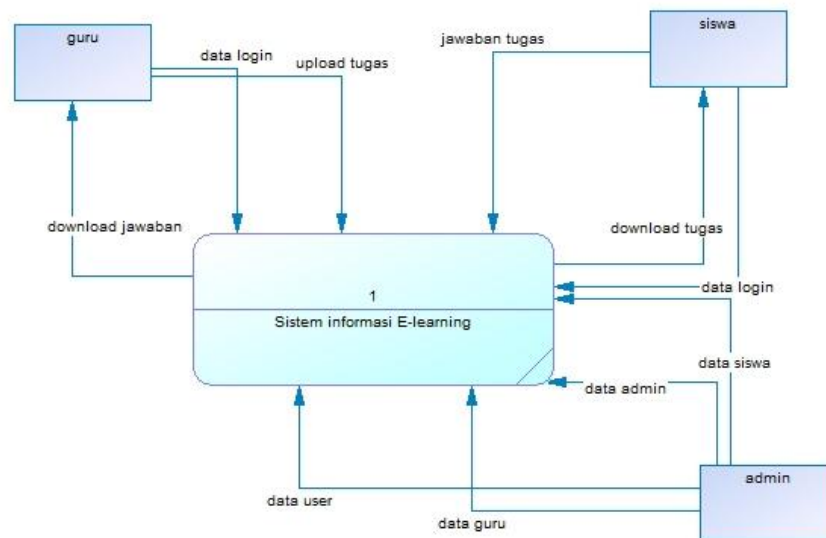 guru
siswa
data login
upload tugas
jawaban tugas
download jawaban
download tugas
1
Sistem informasi E-learning
data login
data siswa
data admin
data user
data guru
admin